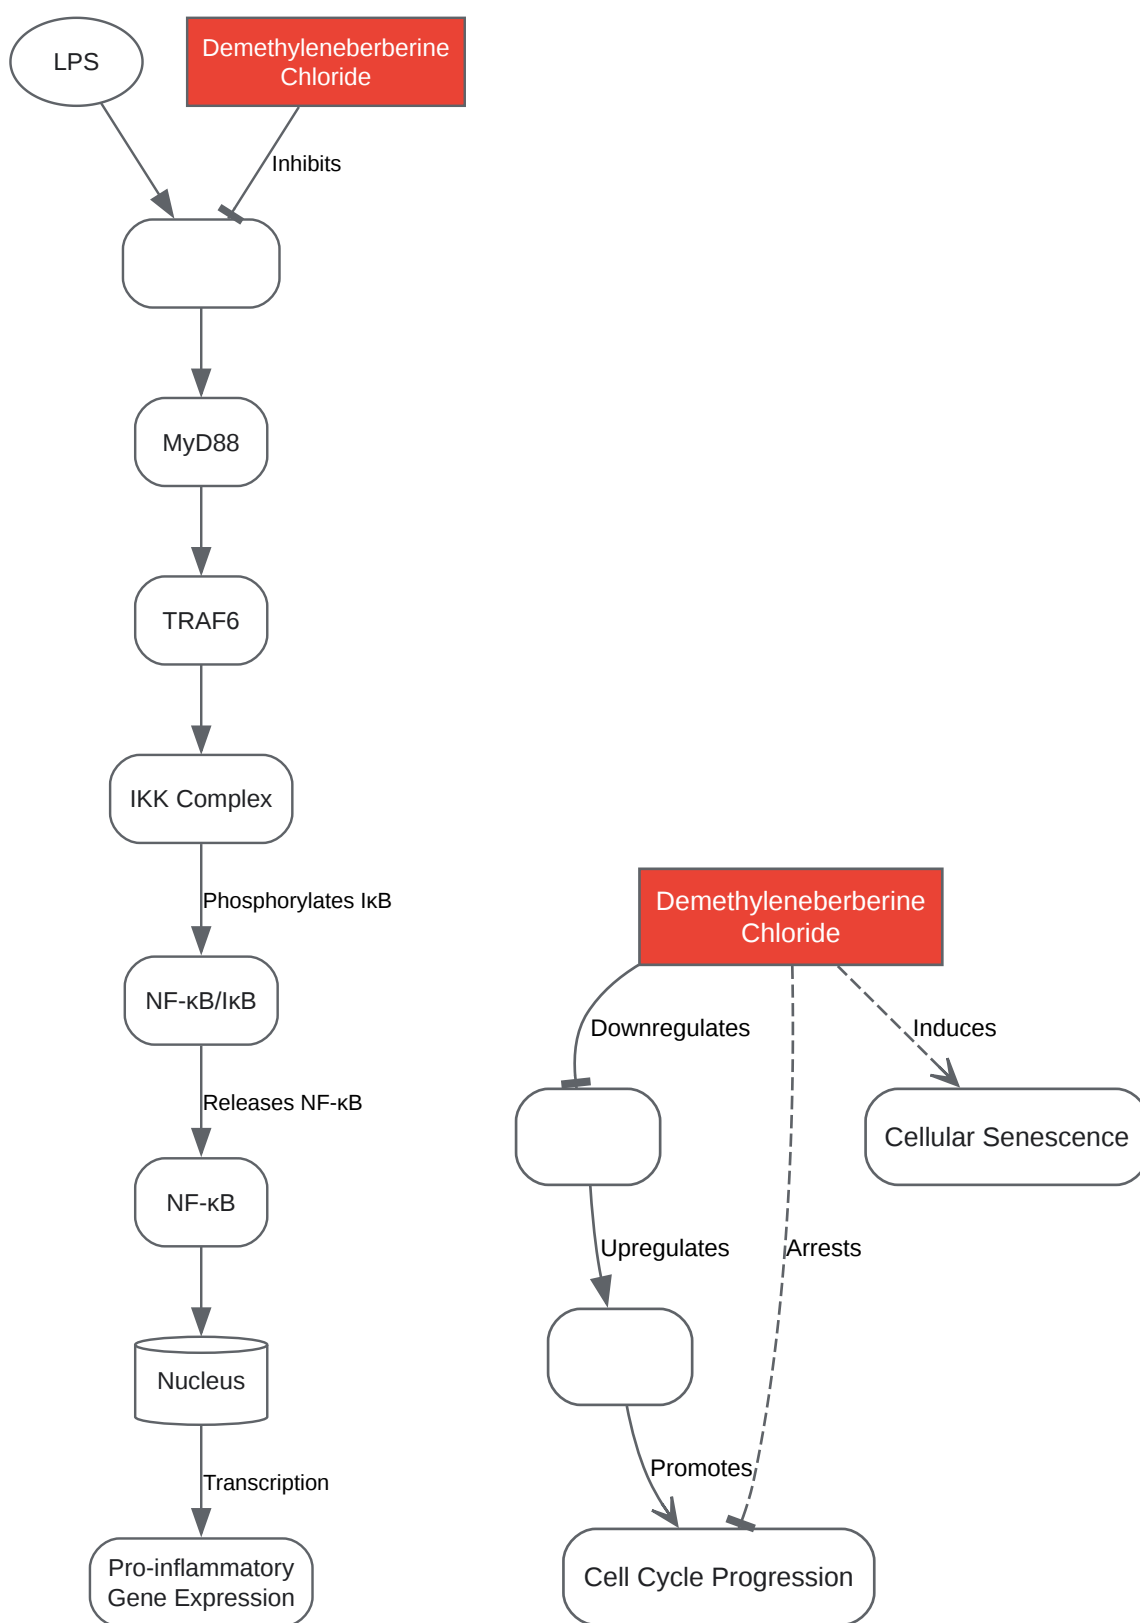 LPS
Demethyleneberberine
Chloride
Inhibits
MyD88
TRAF6
IKK Complex
Phosphorylates IκB
NF-κB/IκB
Releases NF-κB
NF-κB
Nucleus
Transcription
Pro-inflammatory
Gene Expression
Demethyleneberberine
Chloride
Downregulates
Induces
Cellular Senescence
Upregulates
Arrests
Promotes
Cell Cycle Progression